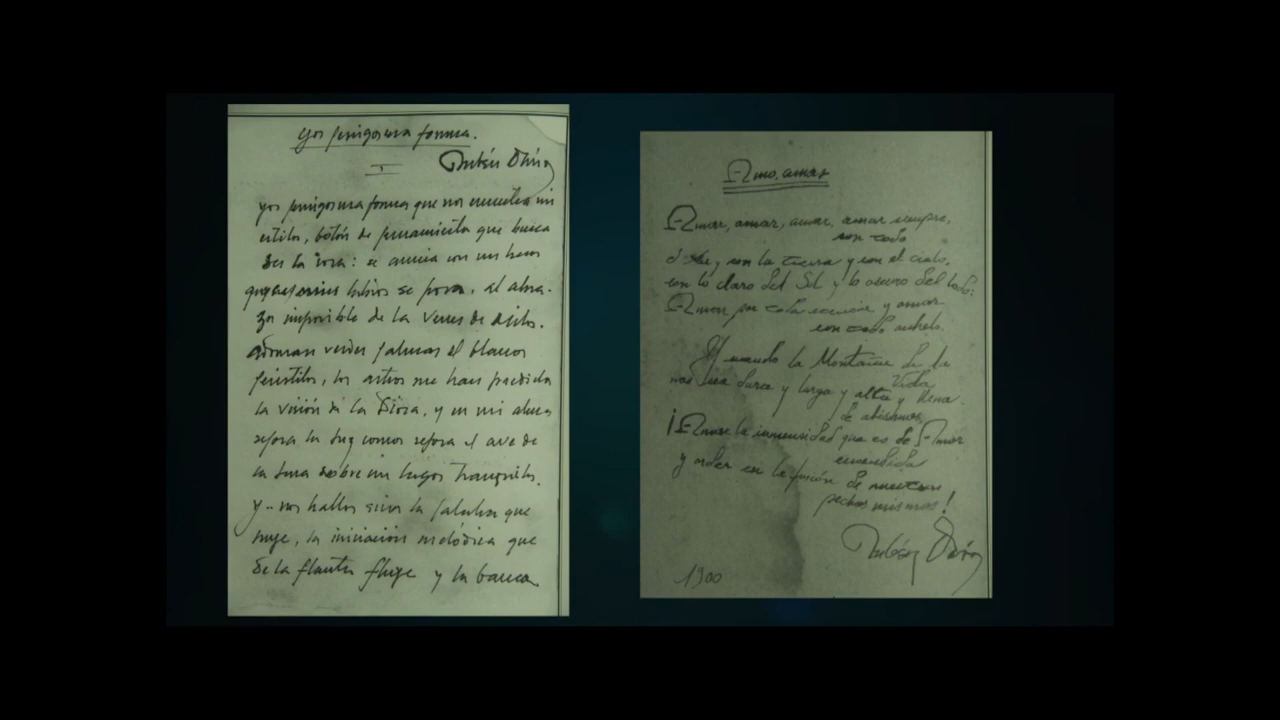 Yo persigo una forma.
Rubén Darío
I
Yo persigo una forma que no encuentra mi
estilo, botón de pensamiento que busca
ser la rosa: se anuncia con un beso
que en mis labios se posa, al abra-
zo imposible de la Venus de Milo.
Adornan verdes palmas el blanco
peristilo, los astros me han predicho
la visión de la Diosa, y en mi alma
reposa la luz como reposa el ave de
la luna sobre un lago tranquilo.
Y no hallo sino la palabra que
huye, la iniciación melódica que
de la flauta fluye y la barca
Amo, amas
Amar, amar, amar, amar siempre,
con todo
el ser y con la tierra y con el cielo,
con lo claro del Sol y lo oscuro del lodo:
Amar por toda ciencia y amar
con todo anhelo.
Y cuando la Montaña de la
Vida
nos sea dura y larga y alta y llena
de abismos,
¡Amar la inmensidad que es de Amor
encendida
y arder en la fusión de nuestros
pechos mismos!
Rubén Darío
1900